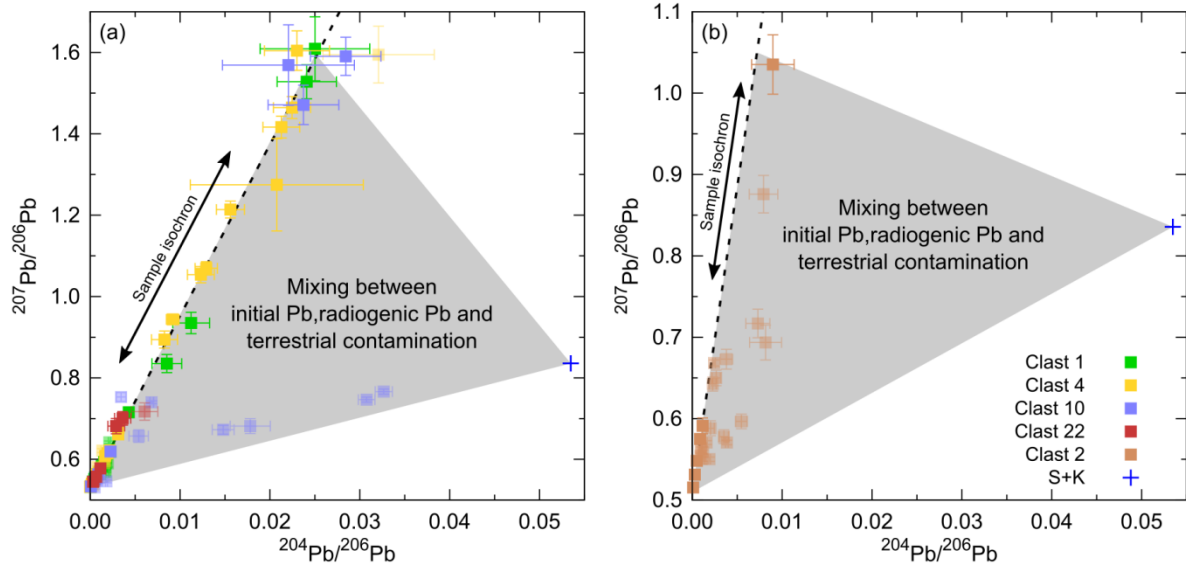 (a)
1.6
1.4
1.2
1.0
0.8
0.6
207Pb/206Pb
Sample isochron
Mixing between
initial Pb,radiogenic Pb and
terrestrial contamination
0.00 0.01 0.02 0.03 0.04 0.05
204Pb/206Pb
(b)
1.1
1.0
0.9
0.8
0.7
0.6
0.5
207Pb/206Pb
Sample isochron
Mixing between
initial Pb,radiogenic Pb and
terrestrial contamination
Clast 1
Clast 4
Clast 10
Clast 22
Clast 2
S+K
0.00 0.01 0.02 0.03 0.04 0.05
204Pb/206Pb